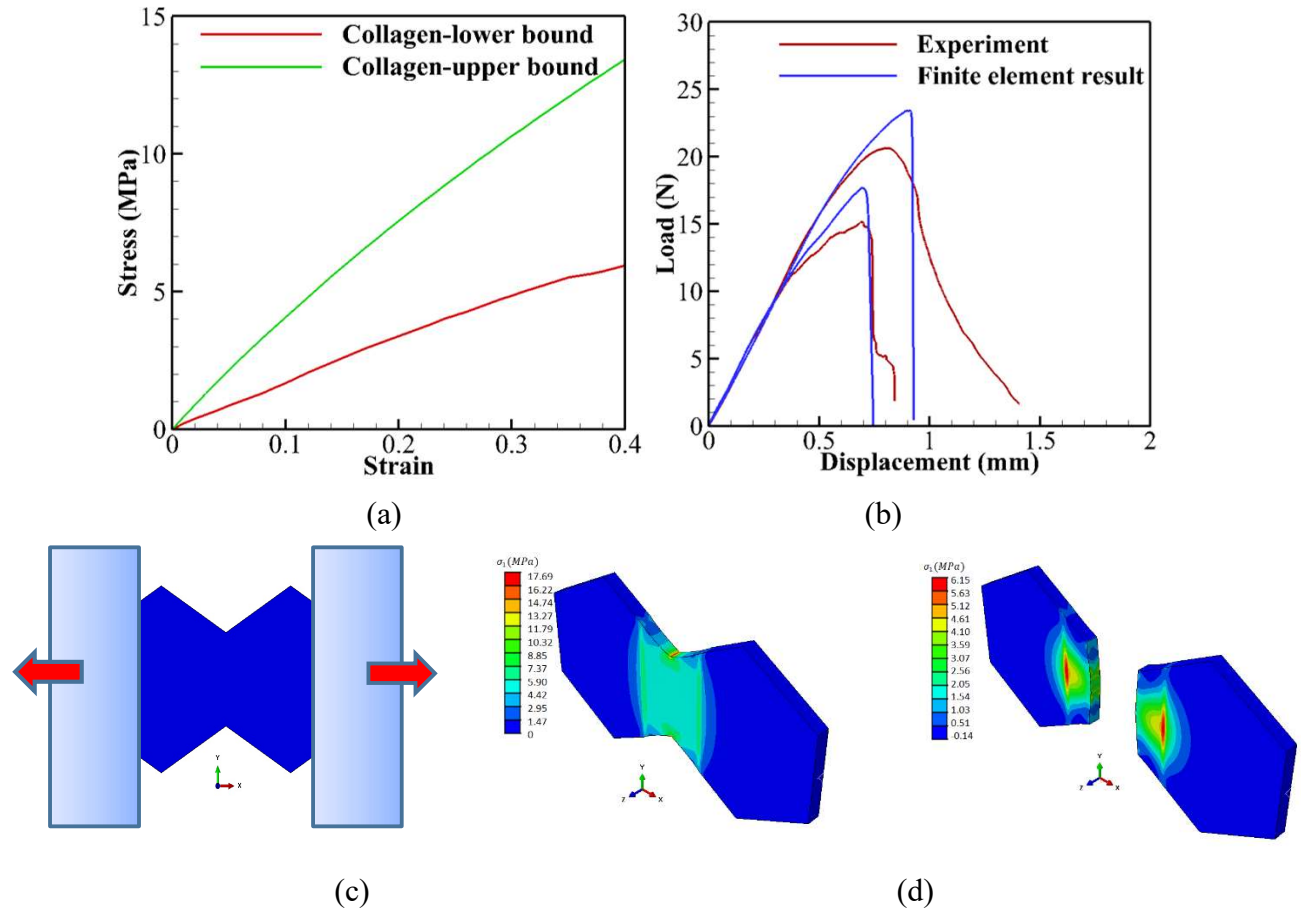 15
Collagen-lower bound
Collagen-upper bound
10
5
0
Stress (MPa)
0 0.1 0.2 0.3 0.4
Strain
(a)
30
Experiment
Finite element result
25
20
15
10
5
0
Load (N)
0 0.5 1 1.5 2
Displacement (mm)
(b)
Y
X
(c)
σ₁(MPa)
17.69
16.22
14.74
13.27
11.79
10.32
8.85
7.37
5.90
4.42
2.95
1.47
0
Y
Z X
σ₁(MPa)
6.15
5.63
5.12
4.61
4.10
3.59
3.07
2.56
2.05
1.54
1.03
0.51
-0.14
Y
Z X
(d)